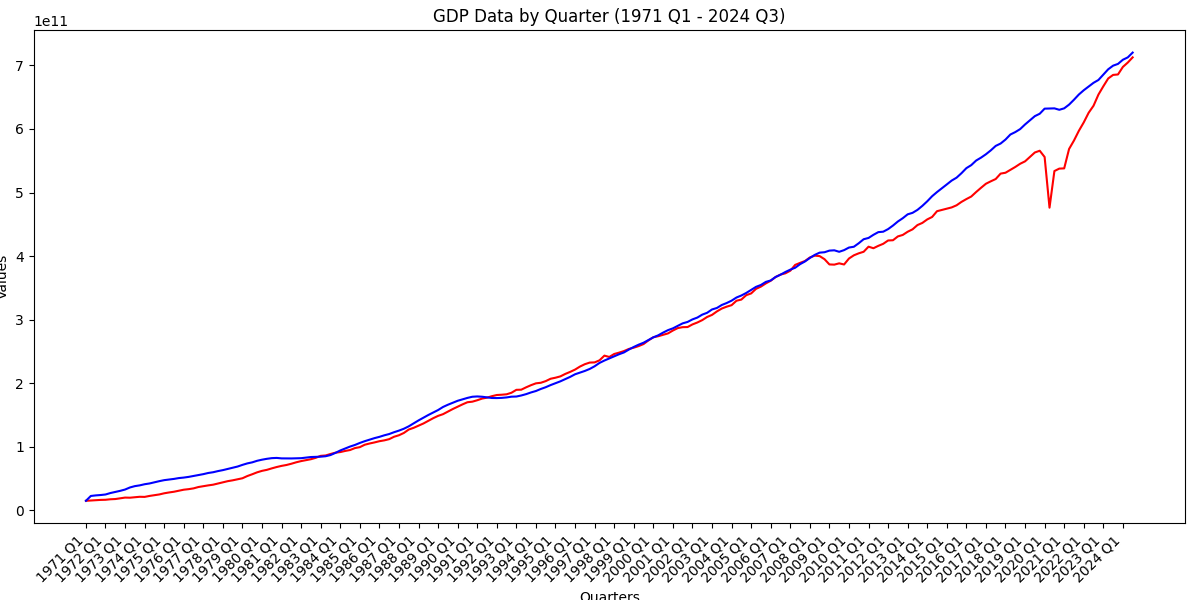 GDP Data by Quarter (1971 Q1 - 2024 Q3)
1e11
7
6
5
4
3
2
1
0
Values
1971 Q1
1972 Q1
1973 Q1
1974 Q1
1975 Q1
1976 Q1
1977 Q1
1978 Q1
1979 Q1
1980 Q1
1981 Q1
1982 Q1
1983 Q1
1984 Q1
1985 Q1
1986 Q1
1987 Q1
1988 Q1
1989 Q1
1990 Q1
1991 Q1
1992 Q1
1993 Q1
1994 Q1
1995 Q1
1996 Q1
1997 Q1
1998 Q1
1999 Q1
2000 Q1
2001 Q1
2002 Q1
2003 Q1
2004 Q1
2005 Q1
2006 Q1
2007 Q1
2008 Q1
2009 Q1
2010 Q1
2011 Q1
2012 Q1
2013 Q1
2014 Q1
2015 Q1
2016 Q1
2017 Q1
2018 Q1
2019 Q1
2020 Q1
2021 Q1
2022 Q1
2023 Q1
2024 Q1
Quarters